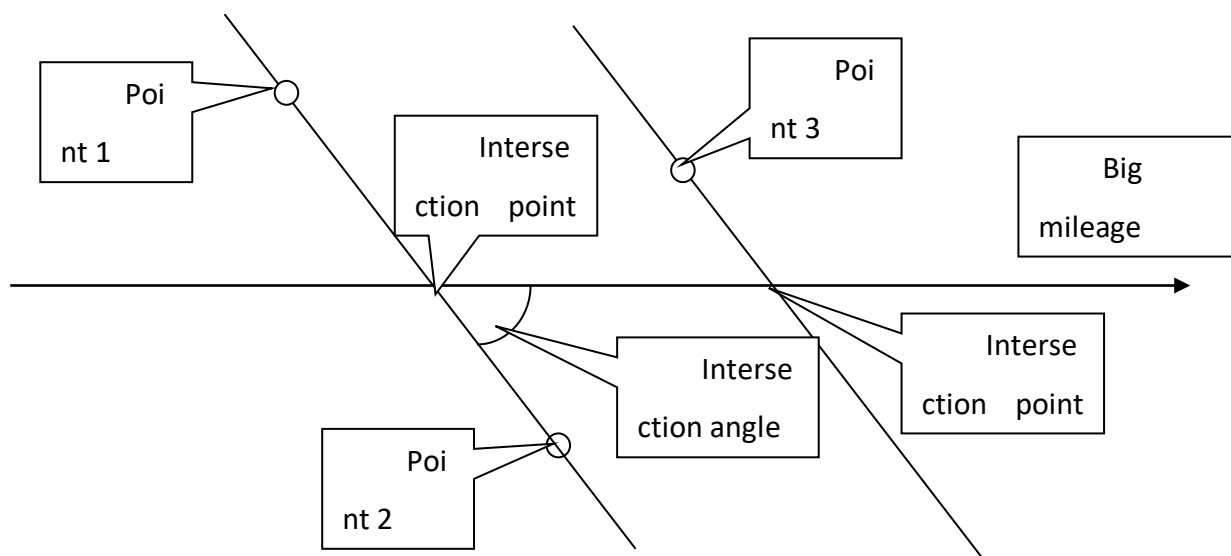 Poi
nt 1
Interse
ction point
Poi
nt 3
Big
mileage
Interse
ction angle
Interse
ction point
Poi
nt 2